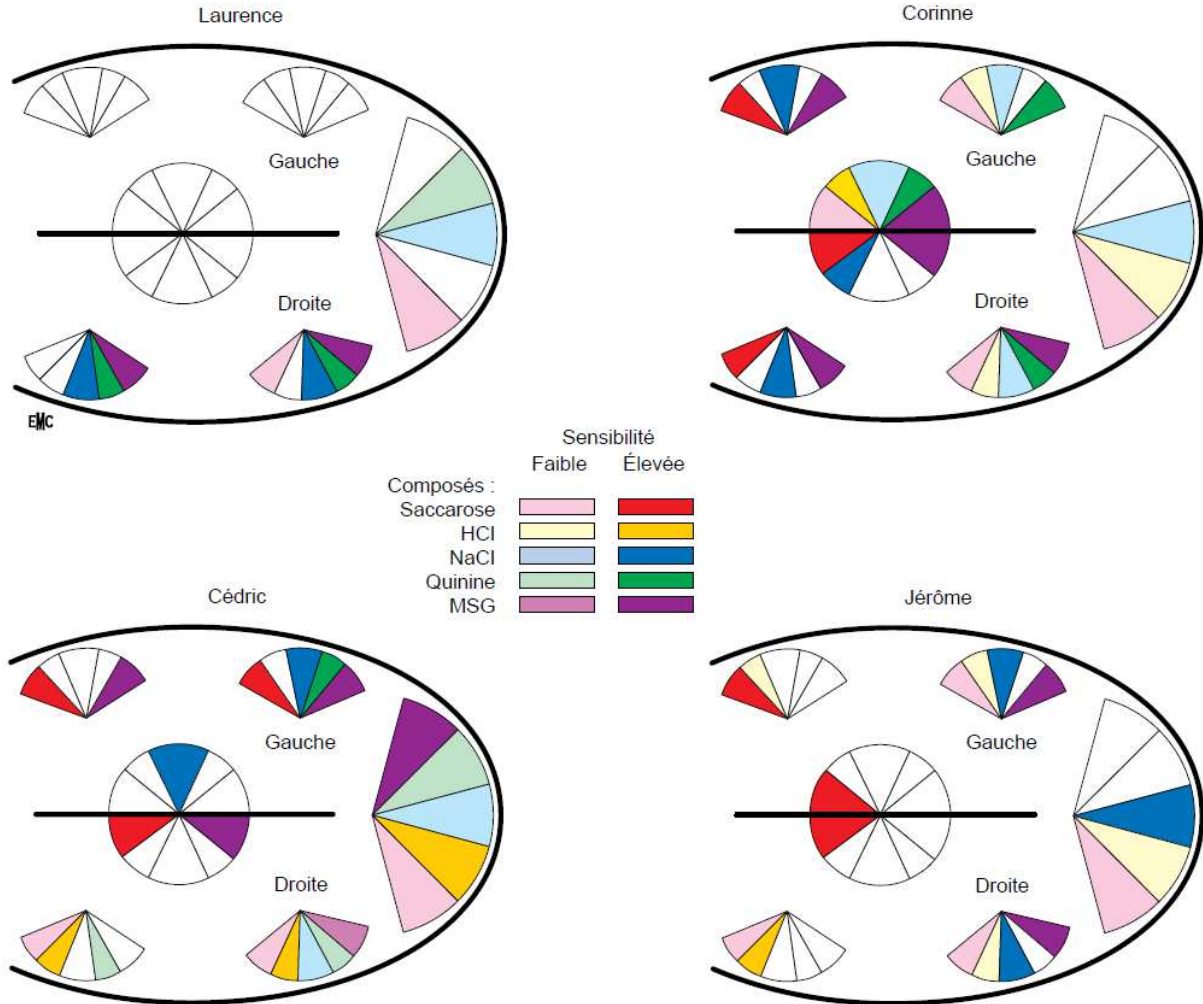 Laurence
Corinne
Gauche
Droite
EMC
Gauche
Droite
Sensibilité
Faible Élevée
Composés :
Saccarose
HCl
NaCl
Quinine
MSG
Cédric
Jérôme
Gauche
Droite
Gauche
Droite